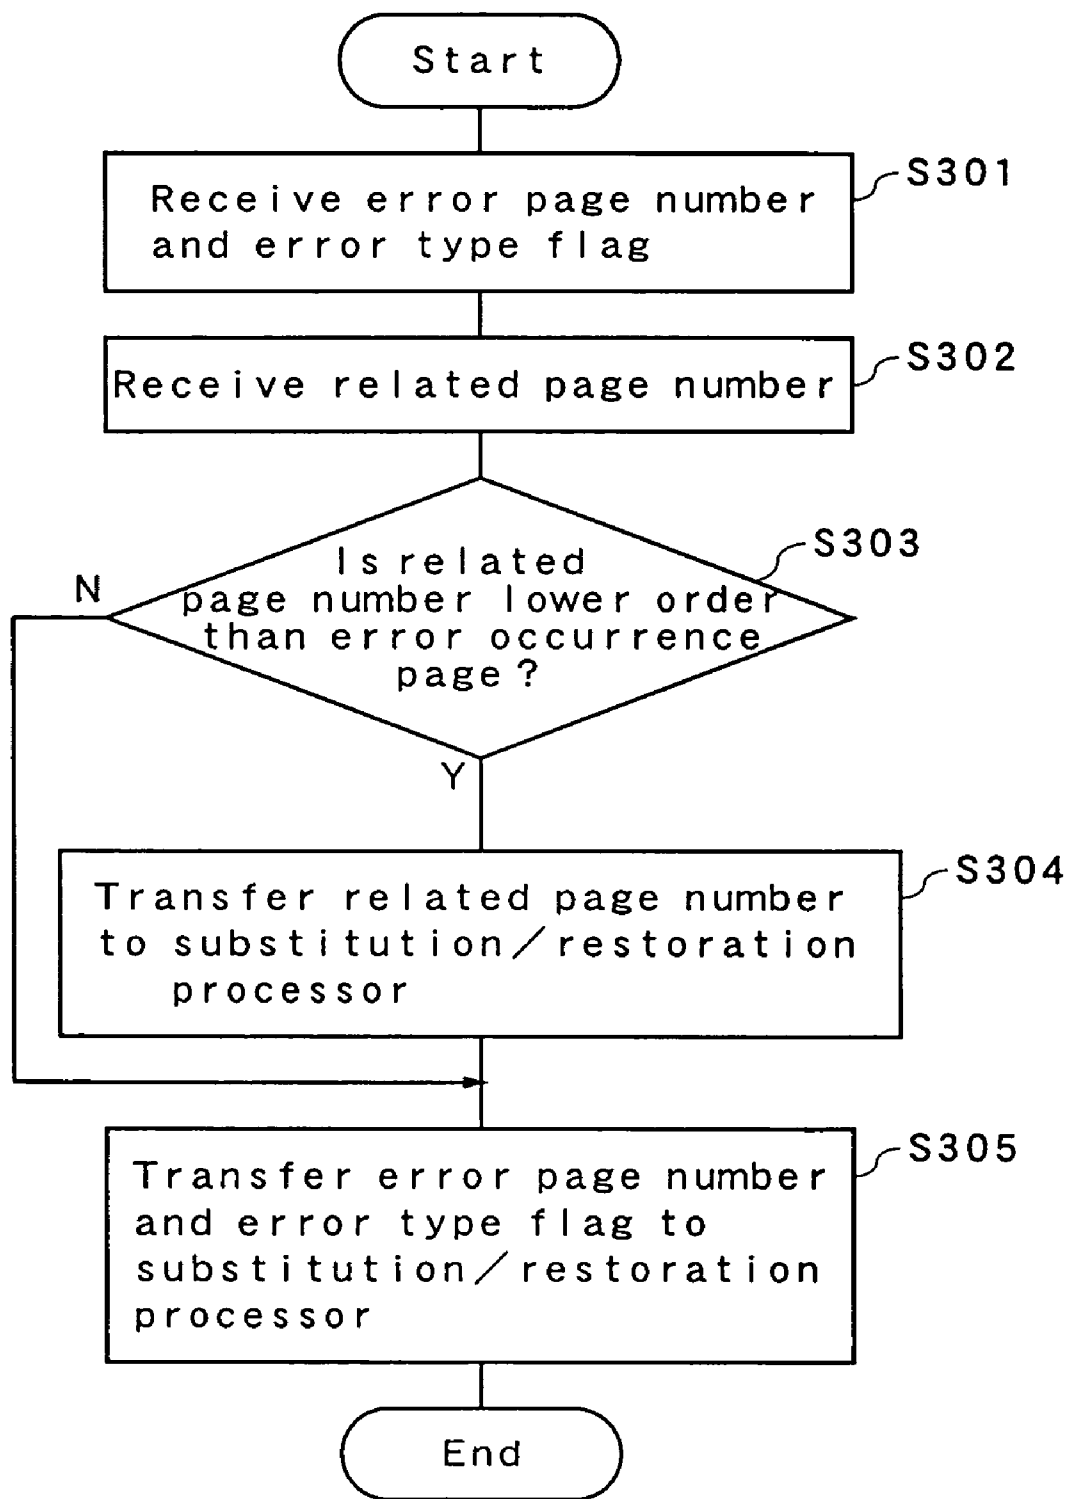 Start
S301
Receive error page number
and error type flag
S302
Receive related page number
S303
Is related
page number lower order
than error occurrence
page?
N
Y
S304
Transfer related page number
to substitution/restoration
processor
S305
Transfer error page number
and error type flag to
substitution/restoration
processor
End